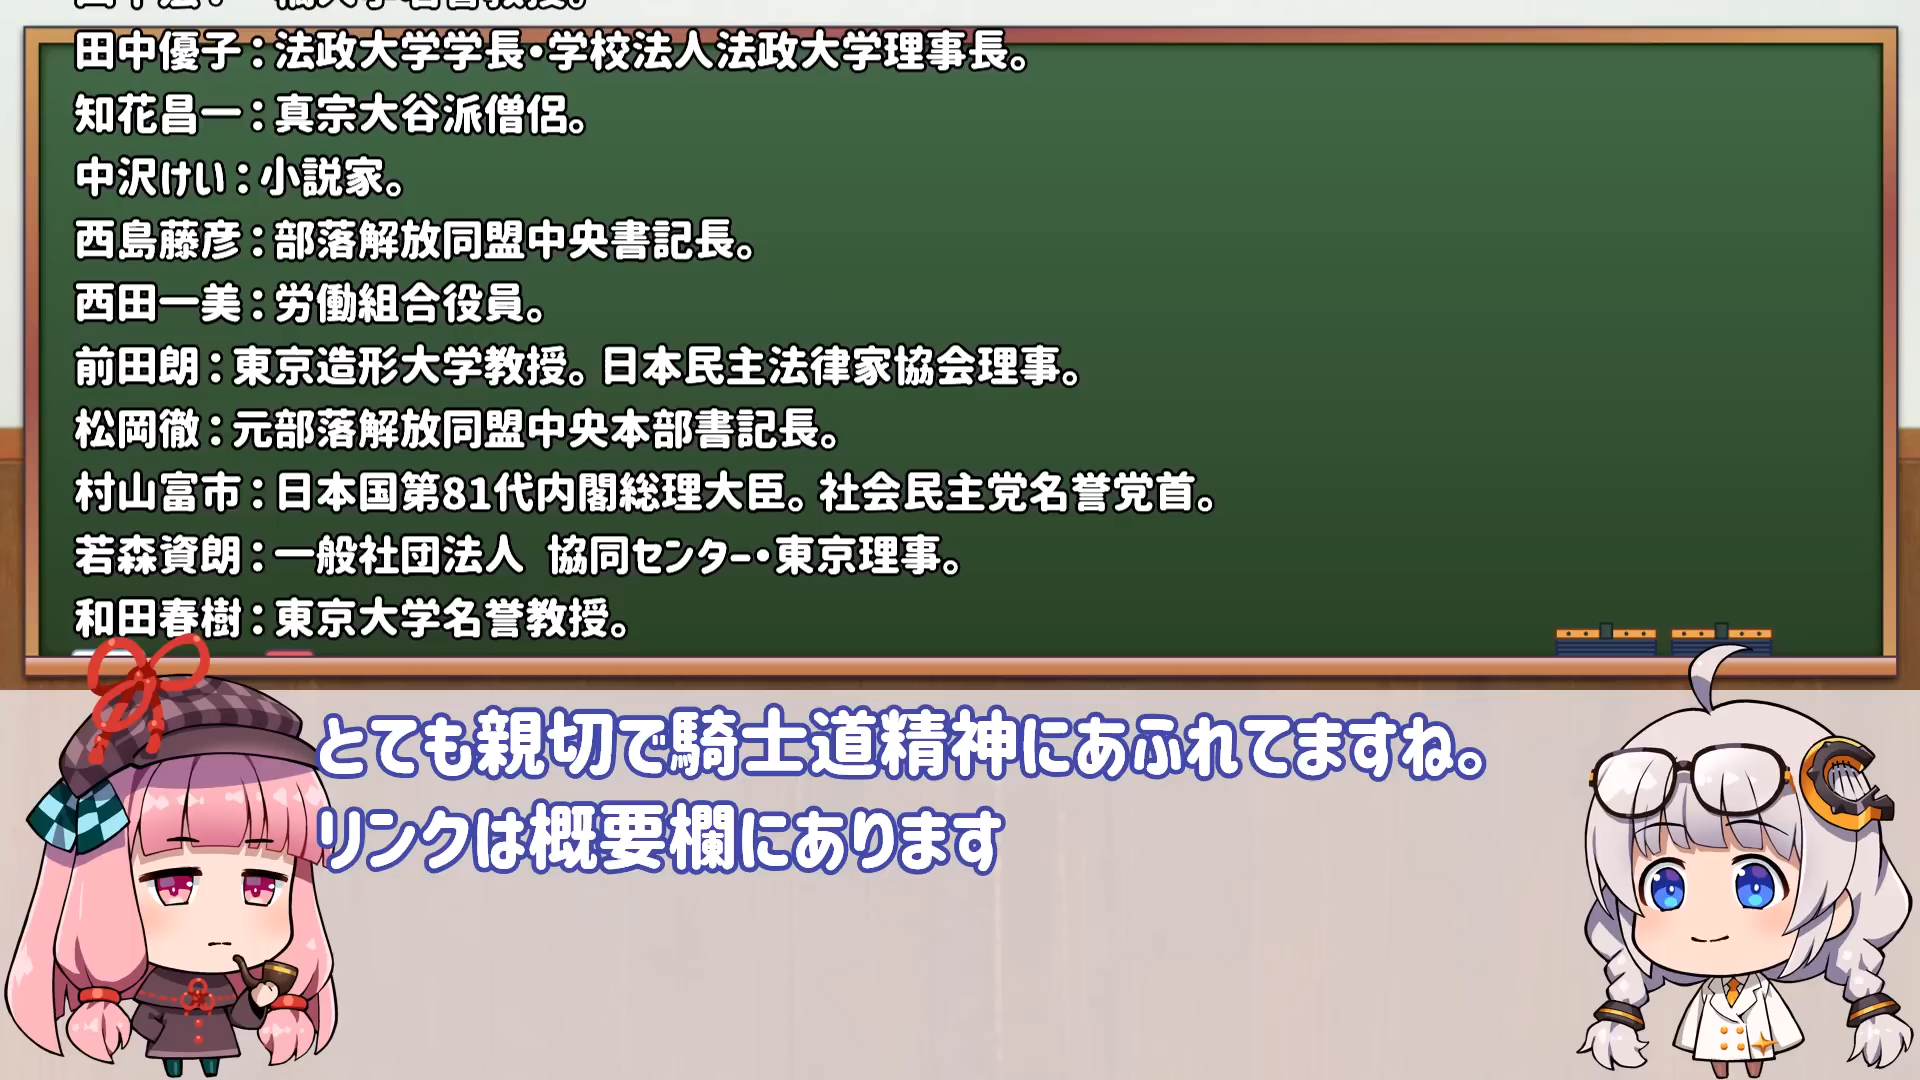 田中優子：法政大学学長・学校法人法政大学理事長。
知花昌一：真宗大谷派僧侶。
中沢けい：小説家。
西島藤彦：部落解放同盟中央書記長。
西田一美：労働組合役員。
前田朗：東京造形大学教授。日本民主法律家協会理事。
松岡徹：元部落解放同盟中央本部書記長。
村山富市：日本国第81代内閣総理大臣。社会民主党名誉党首。
若森資朗：一般社団法人 協同センター・東京理事。
和田春樹：東京大学名誉教授。
とても親切で騎士道精神にあふれてますね。
リンクは概要欄にあります